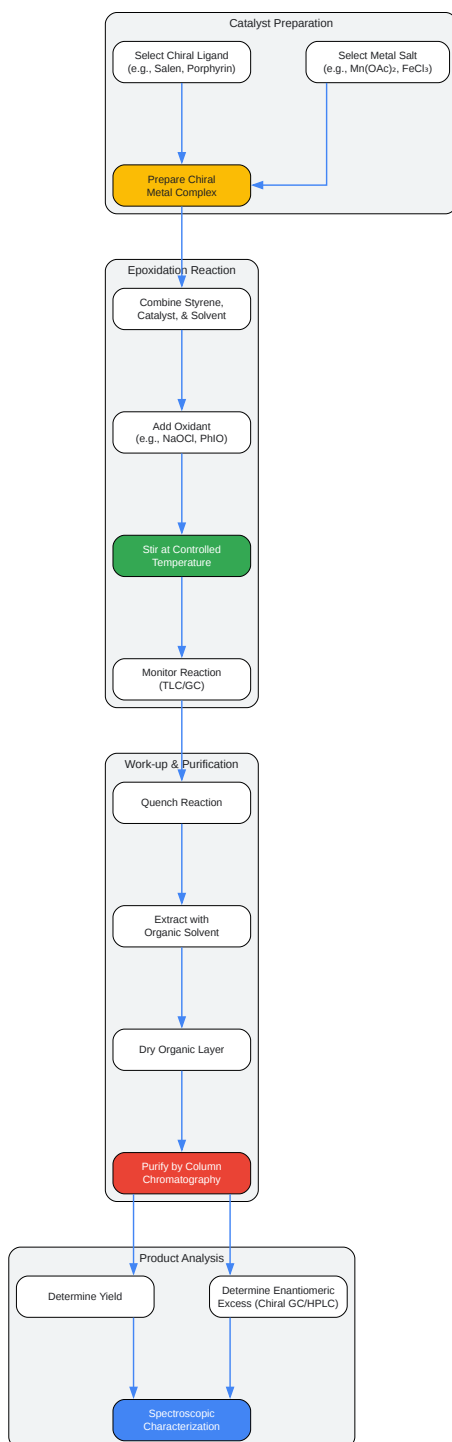 Catalyst Preparation
Select Chiral Ligand
(e.g., Salen, Porphyrin)
Select Metal Salt
(e.g., Mn(OAc)₂, FeCl₃)
Prepare Chiral
Metal Complex
Epoxidation Reaction
Combine Styrene,
Catalyst, & Solvent
Add Oxidant
(e.g., NaOCl, PhIO)
Stir at Controlled
Temperature
Monitor Reaction
(TLC/GC)
Work-up & Purification
Quench Reaction
Extract with
Organic Solvent
Dry Organic Layer
Purify by Column
Chromatography
Product Analysis
Determine Yield
Determine Enantiomeric
Excess (Chiral GC/HPLC)
Spectroscopic
Characterization